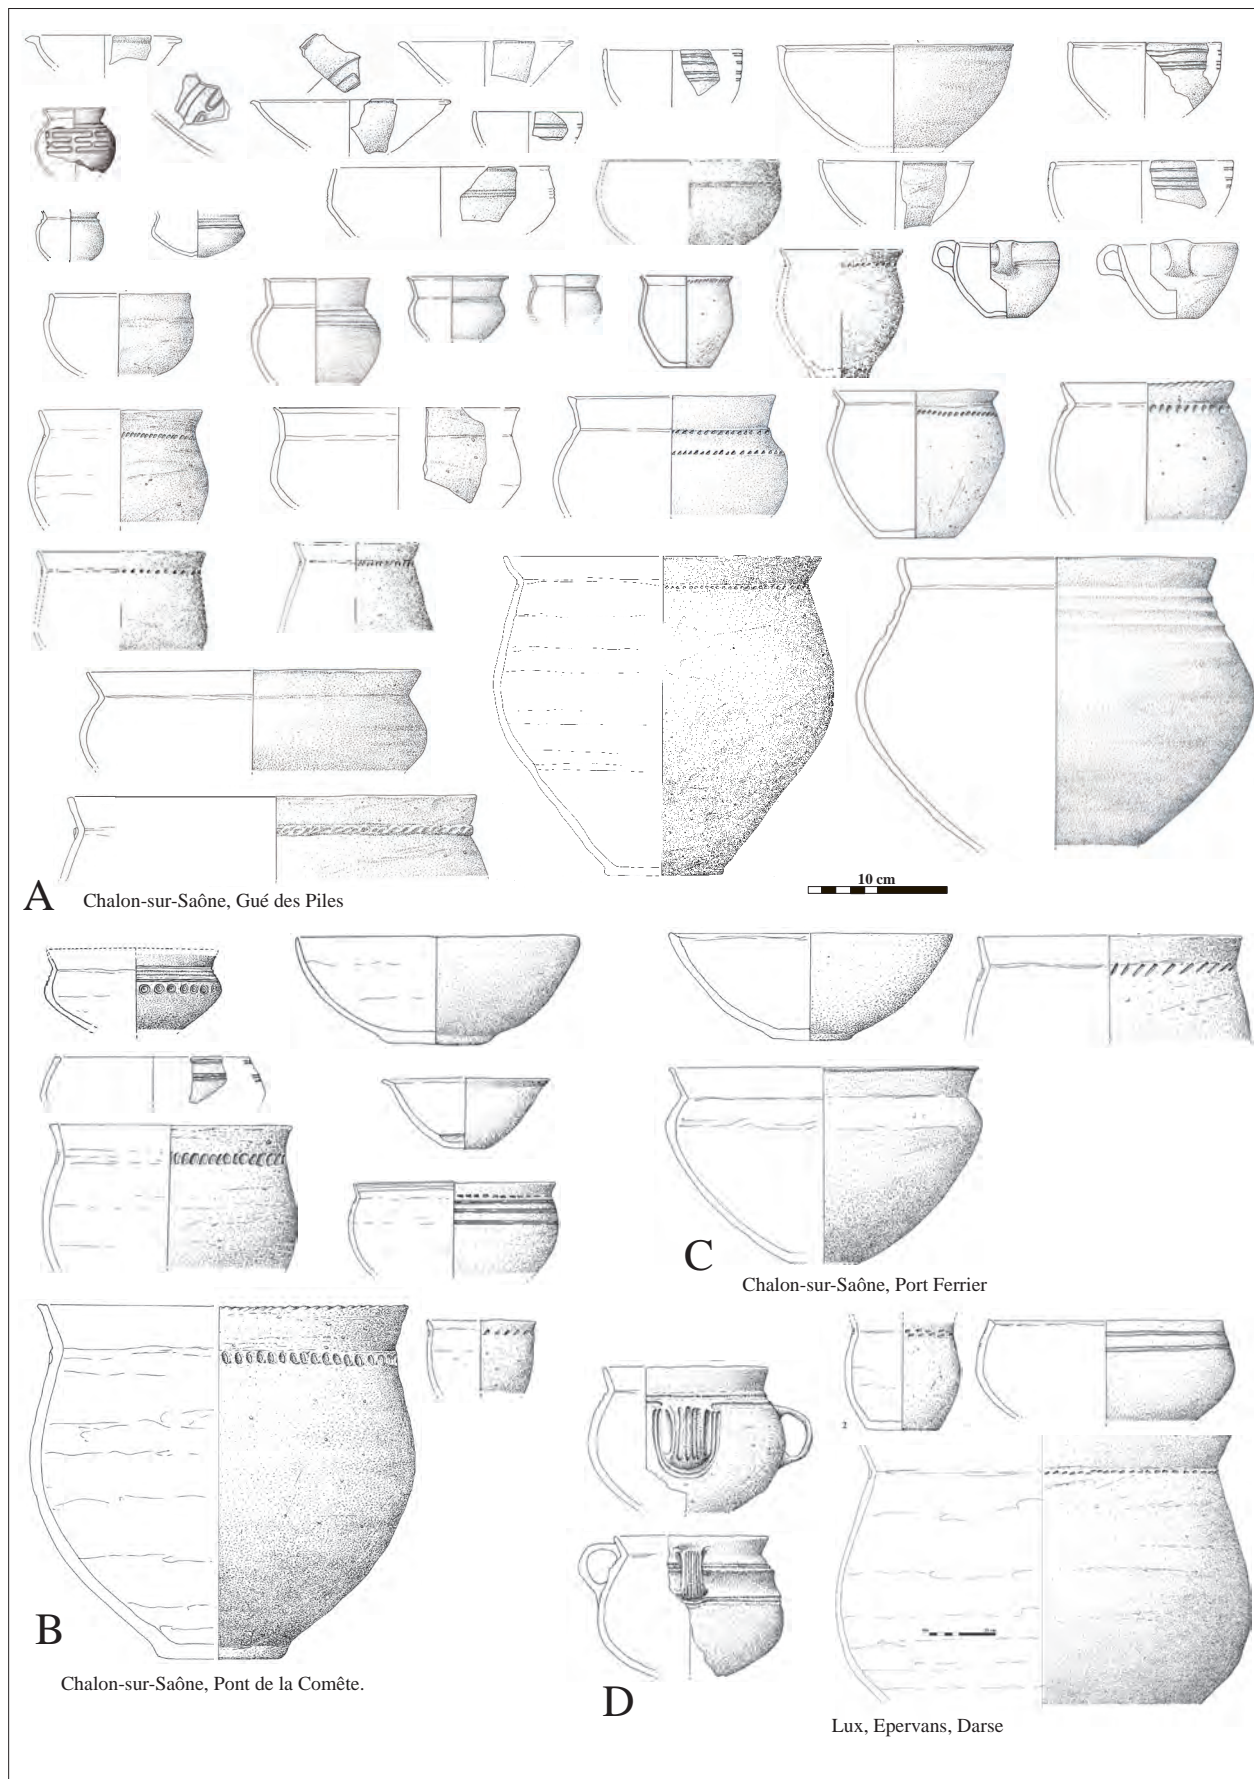 10 cm
A
Chalon-sur-Saône, Gué des Piles
C
Chalon-sur-Saône, Port Ferrier
2
B
Chalon-sur-Saône, Pont de la Comête.
D
Lux, Epervans, Darse